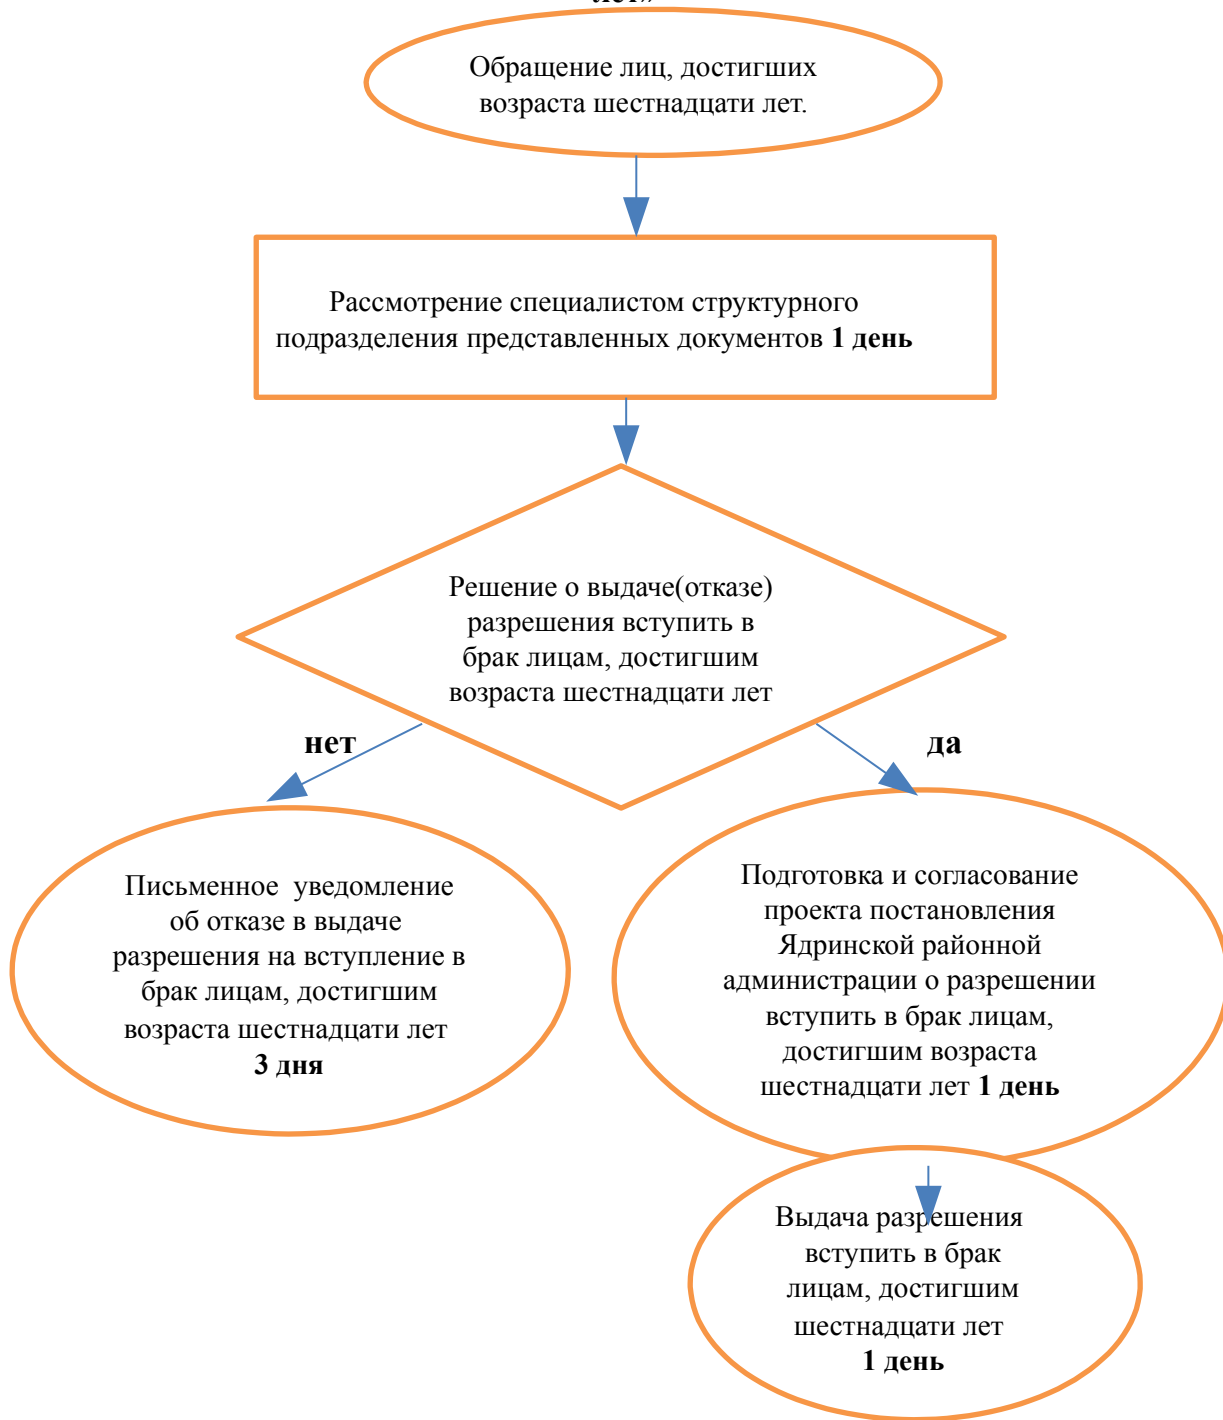 лет»
Обращение лиц, достигших
возраста шестнадцати лет.
Рассмотрение специалистом структурного
подразделения представленных документов 1 день
Решение о выдаче(отказе)
разрешения вступить в
брак лицам, достигшим
возраста шестнадцати лет
нет
да
Письменное уведомление
об отказе в выдаче
разрешения на вступление в
брак лицам, достигшим
возраста шестнадцати лет
3 дня
Подготовка и согласование
проекта постановления
Ядринской районной
администрации о разрешении
вступить в брак лицам,
достигшим возраста
шестнадцати лет 1 день
Выдача разрешения
вступить в брак
лицам, достигшим
шестнадцати лет
1 день